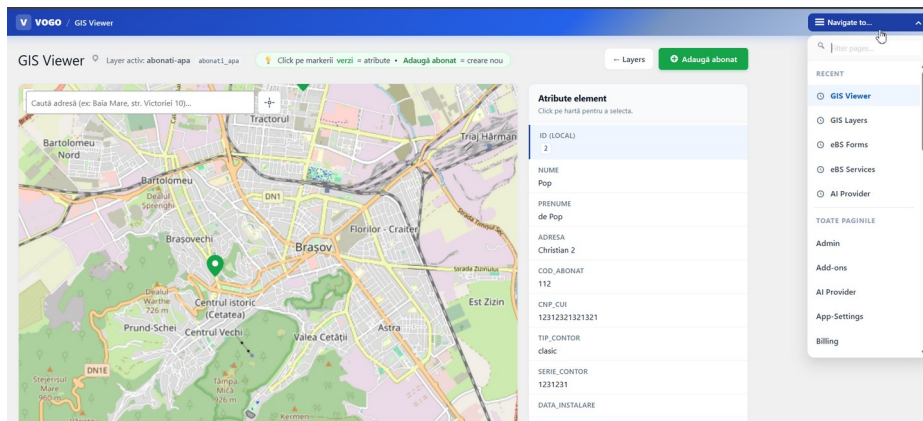 V VOGO / GIS Viewer
Navigate to...
GIS Viewer Layer activ: abonati-apa abonati_apa
Click pe markerii verzi = atribute • Adaugă abonat = creare nou
← Layers
Adaugă abonat
Filter pages...
RECENT
GIS Viewer
GIS Layers
eBS Forms
eBS Services
AI Provider
TOATE PAGINILE
Admin
Add-ons
AI Provider
App-Settings
Billing
Caută adresă (ex: Baia Mare, str. Victoriei 10)...
Tractorul
Triaj Hărman
Bartolomeu
Nord
Bartolomeu
Dealul
Sprenghi
DN1
Florilor - Craiter
Strada Zizinului
Brașovechi
Brașov
Strada Zizinului
Est Zizin
Dealul
Warthe
726 m
Centrul istoric
(Cetatea)
Prund-Schei
Centrul Vechi
Astra
Valea Cetății
DN1E
Stejerișul
Mare
960 m
Tâmpa
Mică
926 m
Kermen
Atribute element
Click pe hartă pentru a selecta.
ID (LOCAL)
2
NUME
Pop
PRENUME
de Pop
ADRESA
Christian 2
COD_ABONAT
112
CNP_CUI
12312321321321
TIP_CONTOR
clasic
SERIE_CONTOR
1231231
DATA_INSTALARE